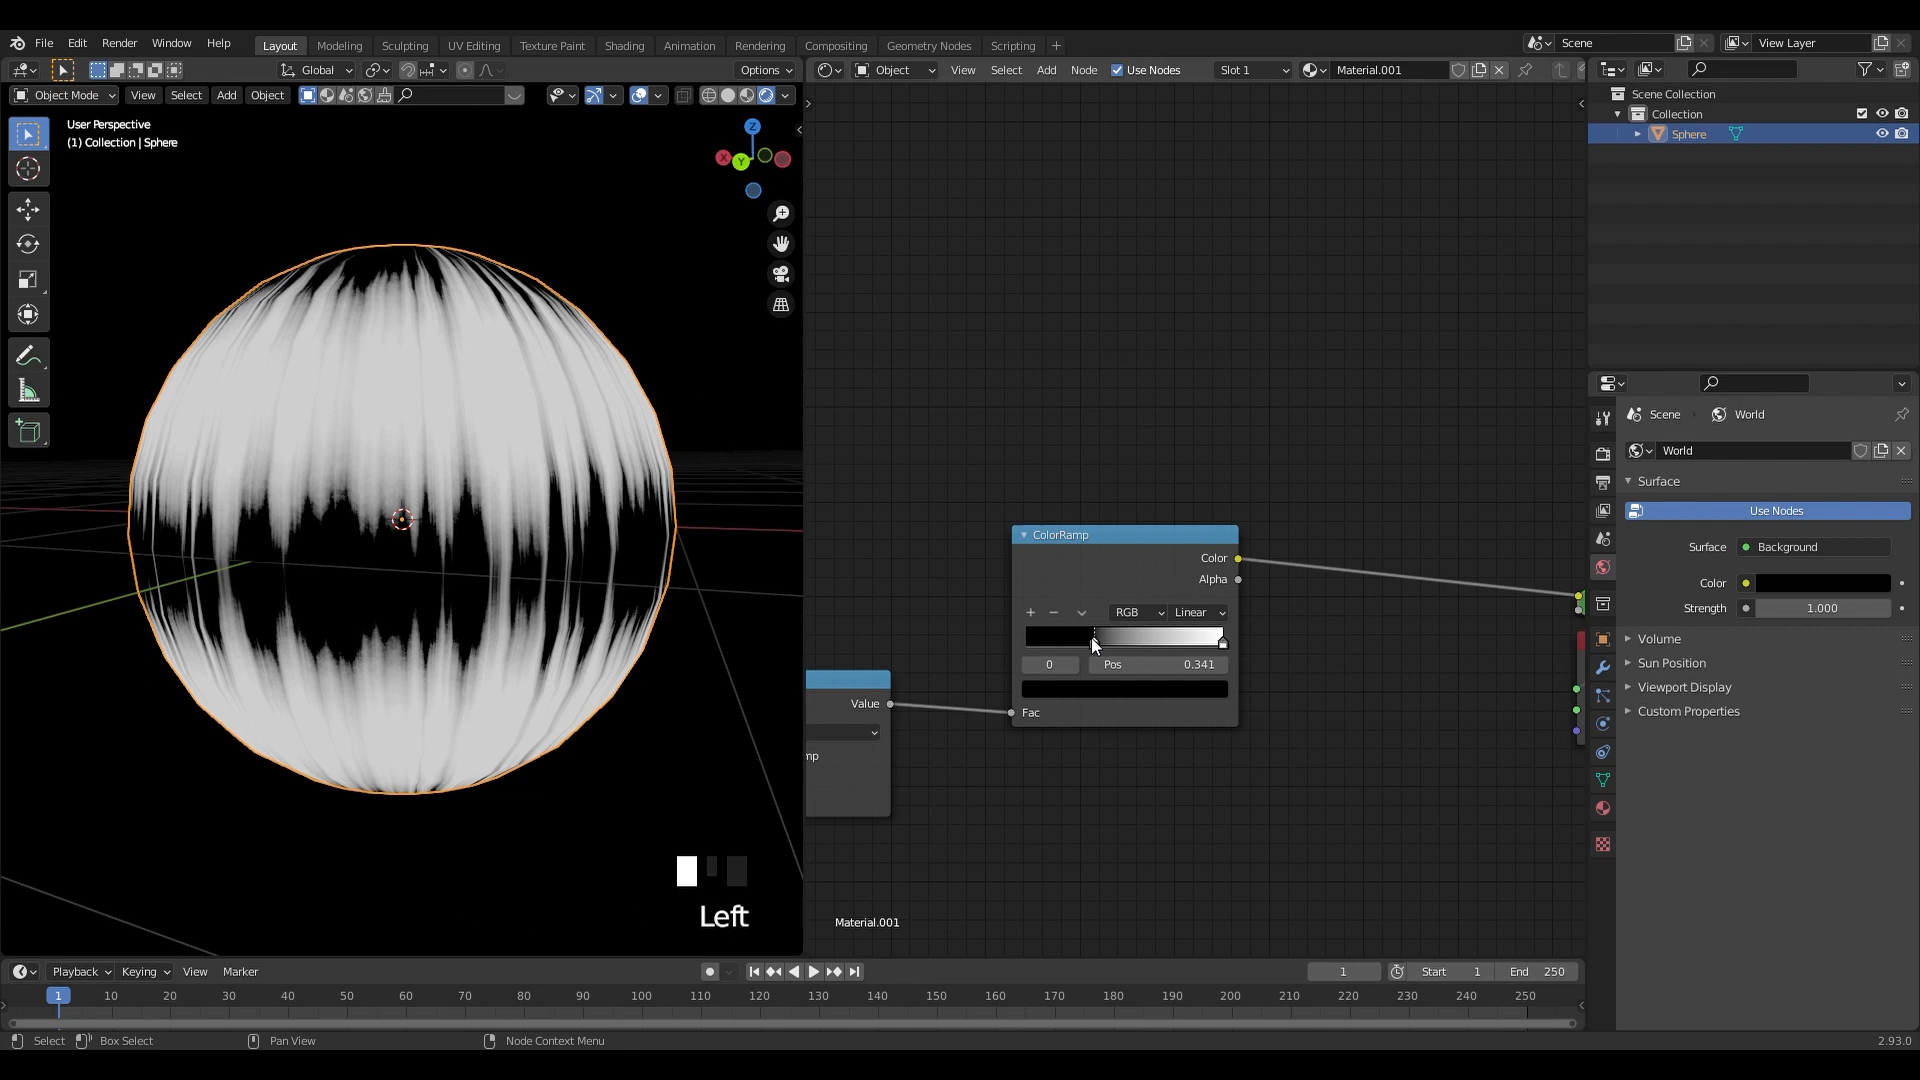 File Edit Render Window Help Layout Modeling Sculpting UV Editing Texture Paint Shading Animation Rendering Compositing Geometry Nodes Scripting + Scene View Layer
Global Options Object View Select Add Node Use Nodes Slot 1 Material.001
Object Mode View Select Add Object
User Perspective
(1) Collection | Sphere
Z
X
Y
Scene Collection
Collection
Sphere
Scene World
World
Surface
Use Nodes
Surface Background
Color
Strength 1.000
Volume
Sun Position
Viewport Display
Custom Properties
ColorRamp
Color
Alpha
+ − RGB Linear
0 Pos 0.341
Fac
Value
mp
Left
Material.001
Playback Keying View Marker 1 Start 1 End 250
1 10 20 30 40 50 60 70 80 90 100 110 120 130 140 150 160 170 180 190 200 210 220 230 240 250
Select Box Select Pan View Node Context Menu 2.93.0